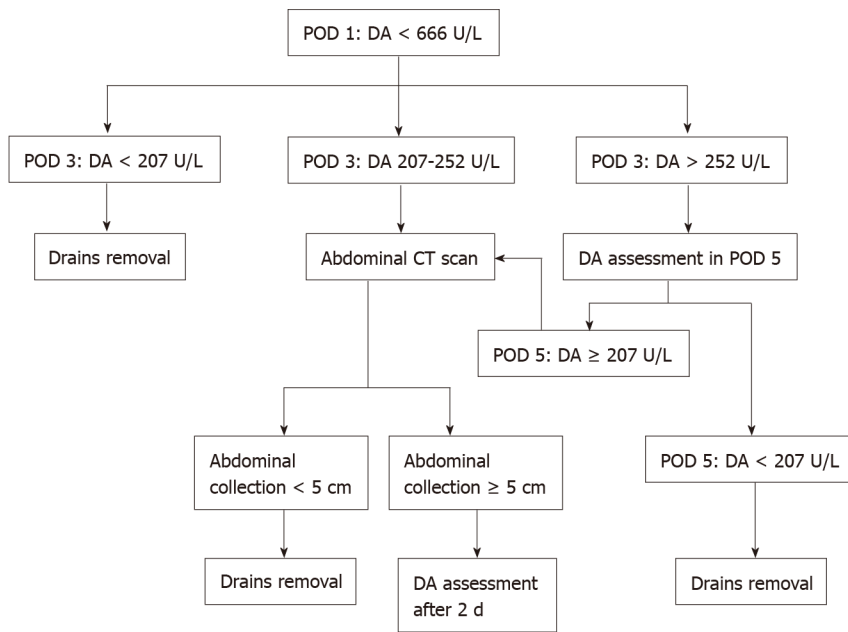 POD 1: DA < 666 U/L
POD 3: DA < 207 U/L
POD 3: DA 207-252 U/L
POD 3: DA > 252 U/L
Drains removal
Abdominal CT scan
DA assessment in POD 5
POD 5: DA ≥ 207 U/L
Abdominal
collection < 5 cm
Abdominal
collection ≥ 5 cm
POD 5: DA < 207 U/L
Drains removal
DA assessment
after 2 d
Drains removal